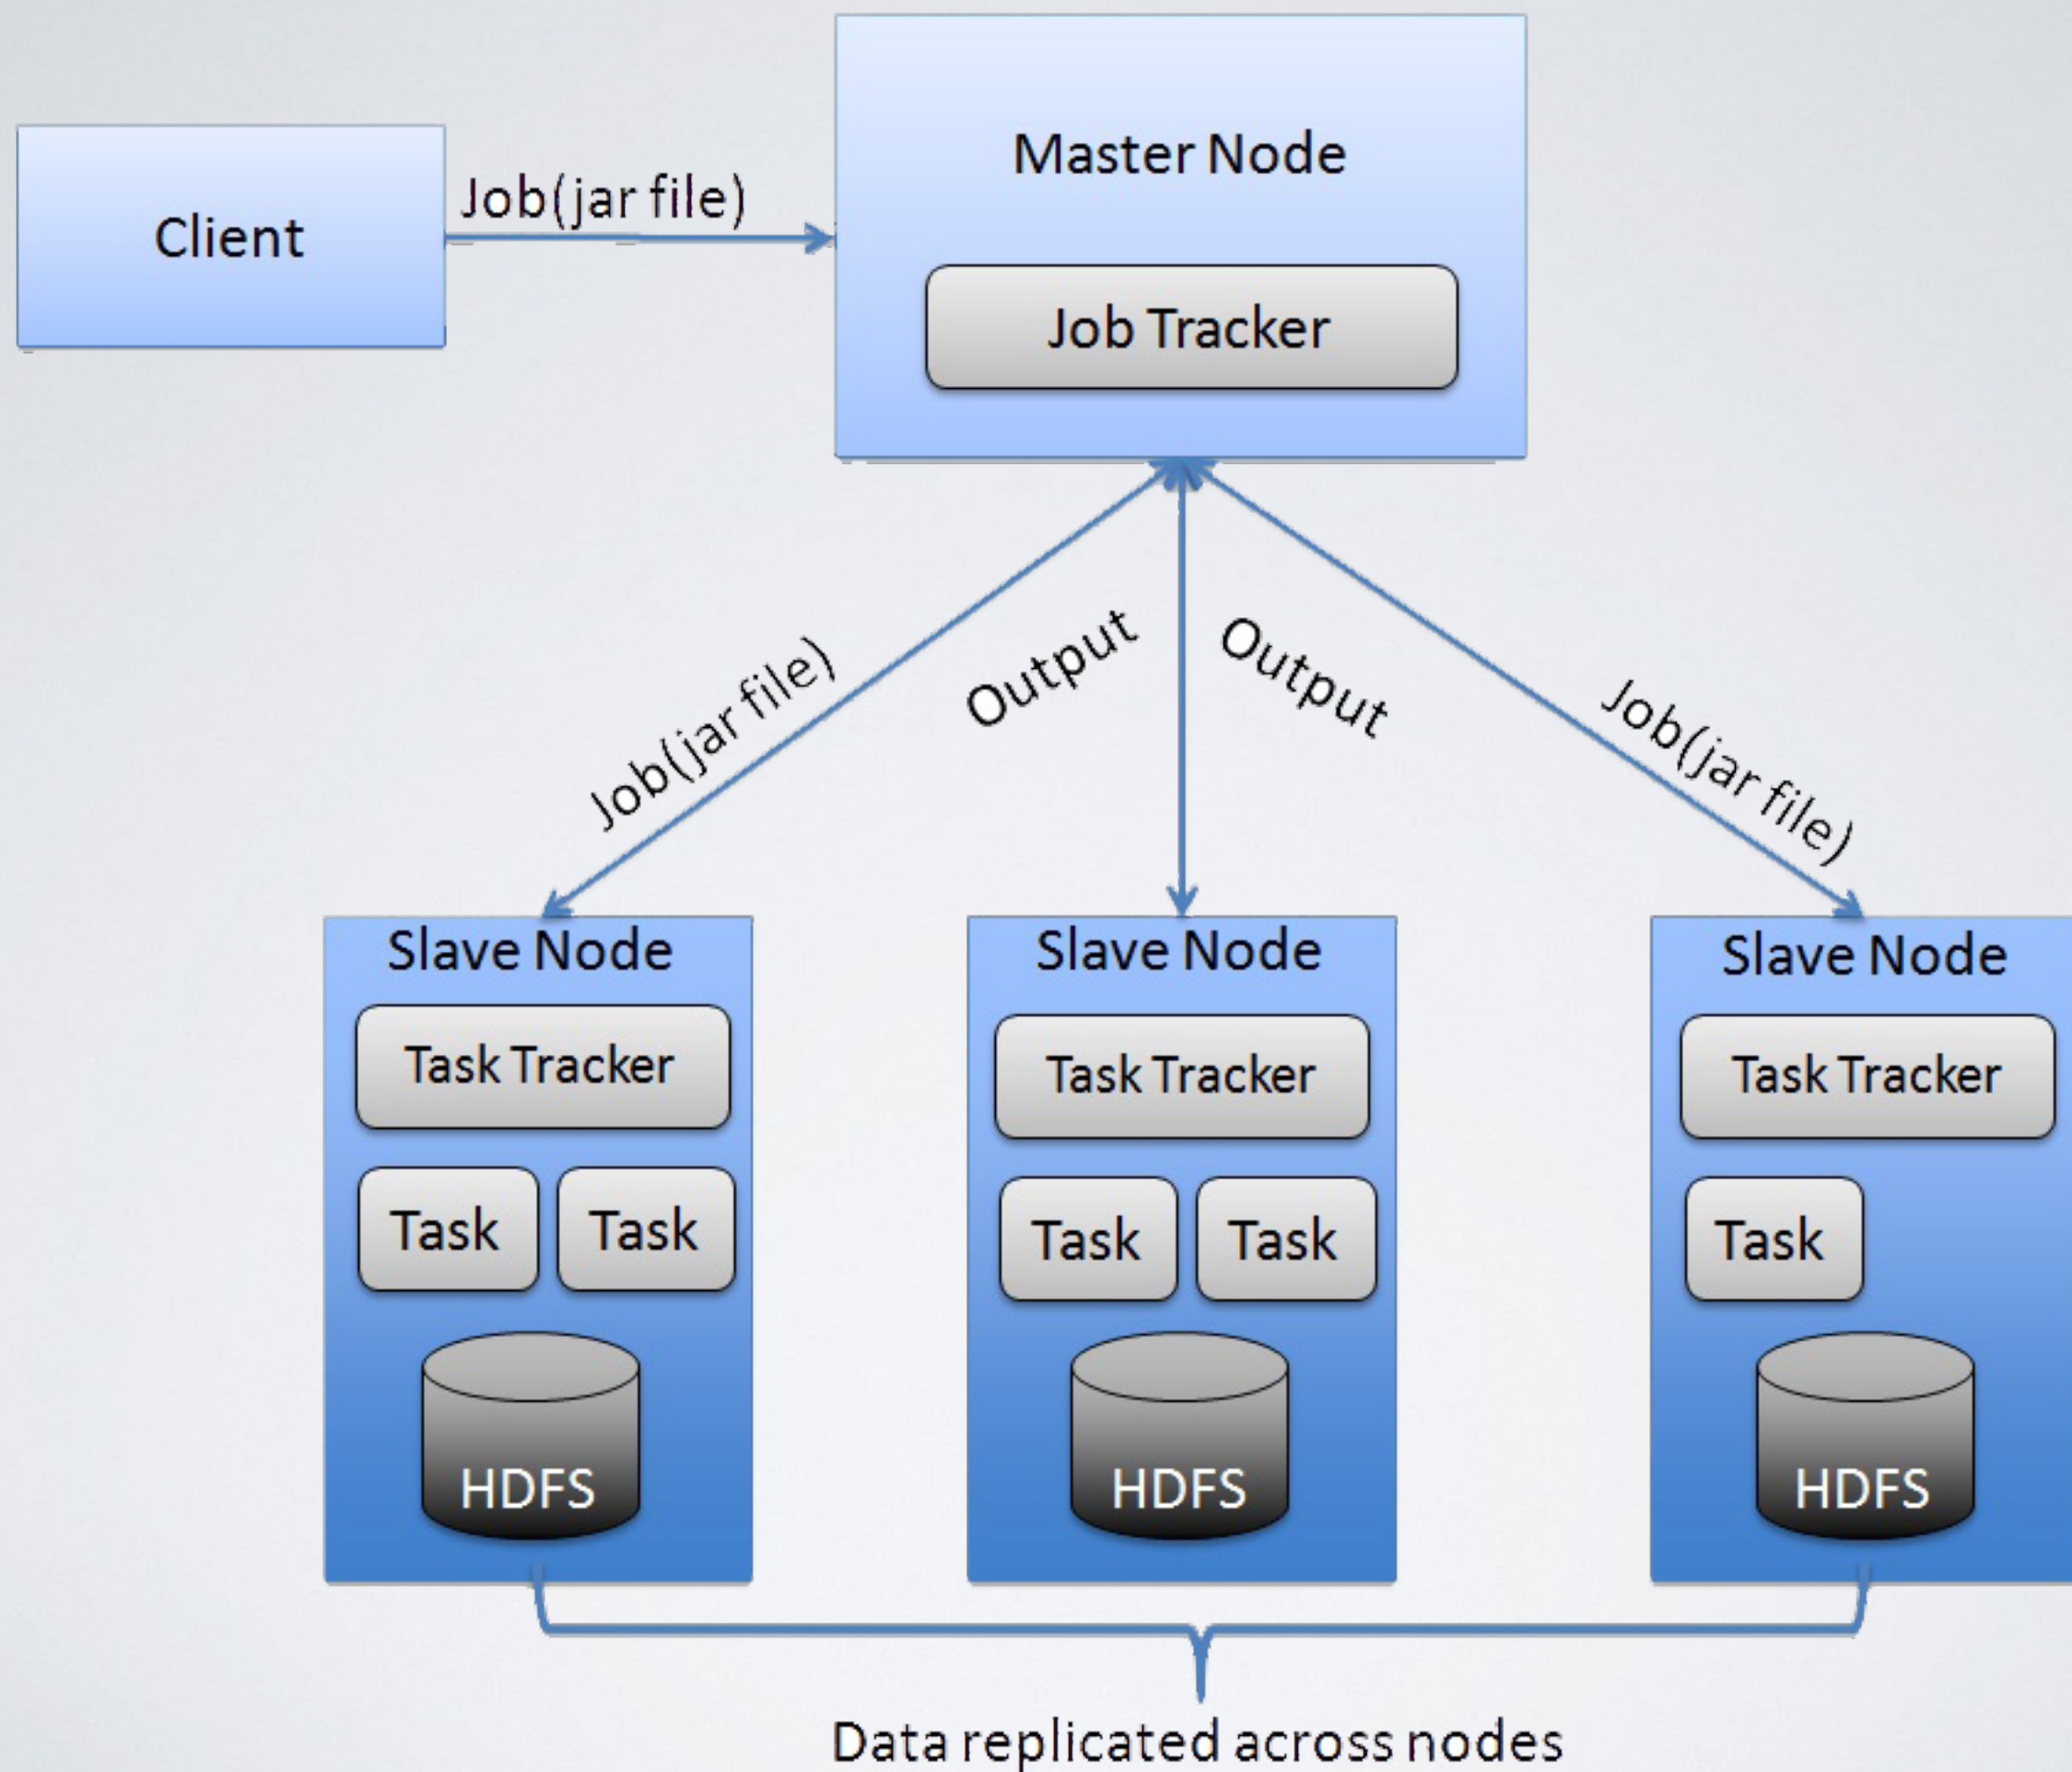 Master Node
Client
Job(jar file)
Job Tracker
Job(jar file)
Output
Output
Job(jar file)
Slave Node
Task Tracker
Task Task
HDFS
Slave Node
Task Tracker
Task Task
HDFS
Slave Node
Task Tracker
Task
HDFS
Data replicated across nodes